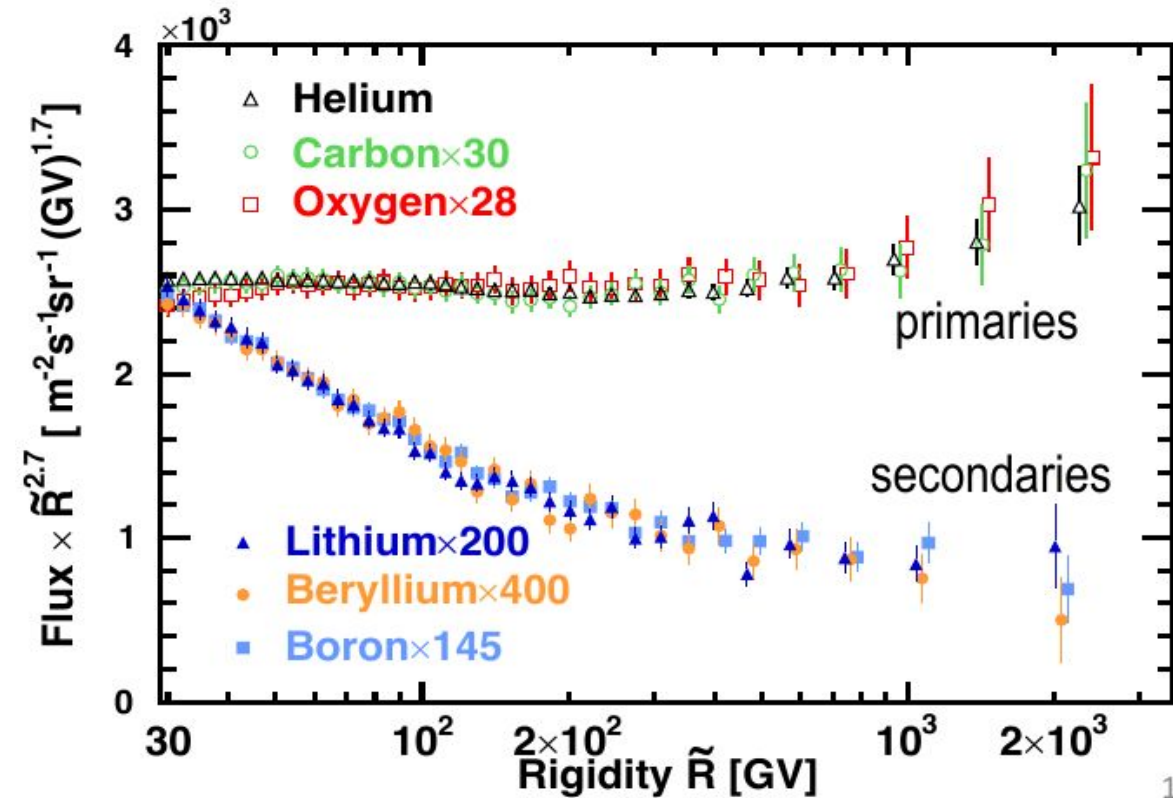 ×10³
4
3
2
1
0
Flux × R̃²·⁷ [ m⁻²s⁻¹sr⁻¹(GV)¹·⁷ ]
Helium
Carbon×30
Oxygen×28
primaries
secondaries
Lithium×200
Beryllium×400
Boron×145
30 10² 2×10² 10³ 2×10³
Rigidity R̃ [GV]
1